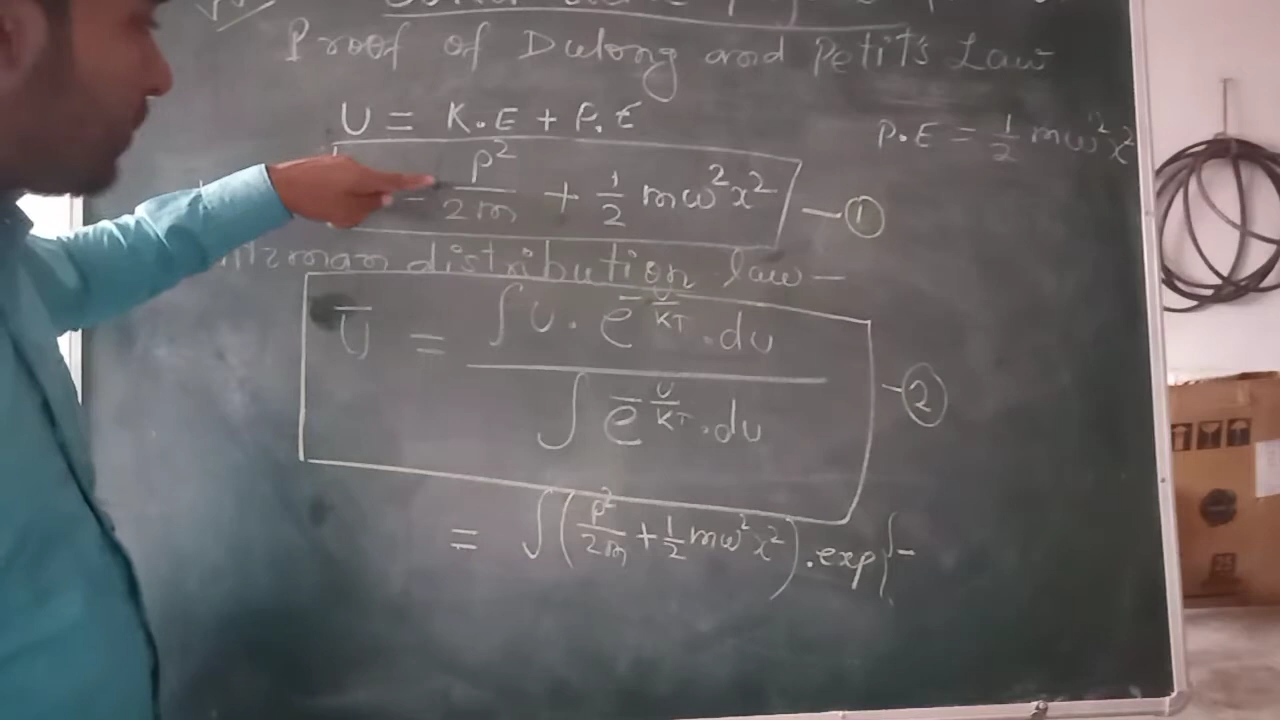 Proof of Dulong and Petit's Law
U = K.E + P.E
P.E = 1/2 mω²x²
= p²/2m + 1/2 mω²x² — ①
distribution law —
Ū = ∫U . e^(-U/KT) . du / ∫e^(-U/KT) . du — ②
= ∫(p²/2m + 1/2 mω²x²) . exp{-